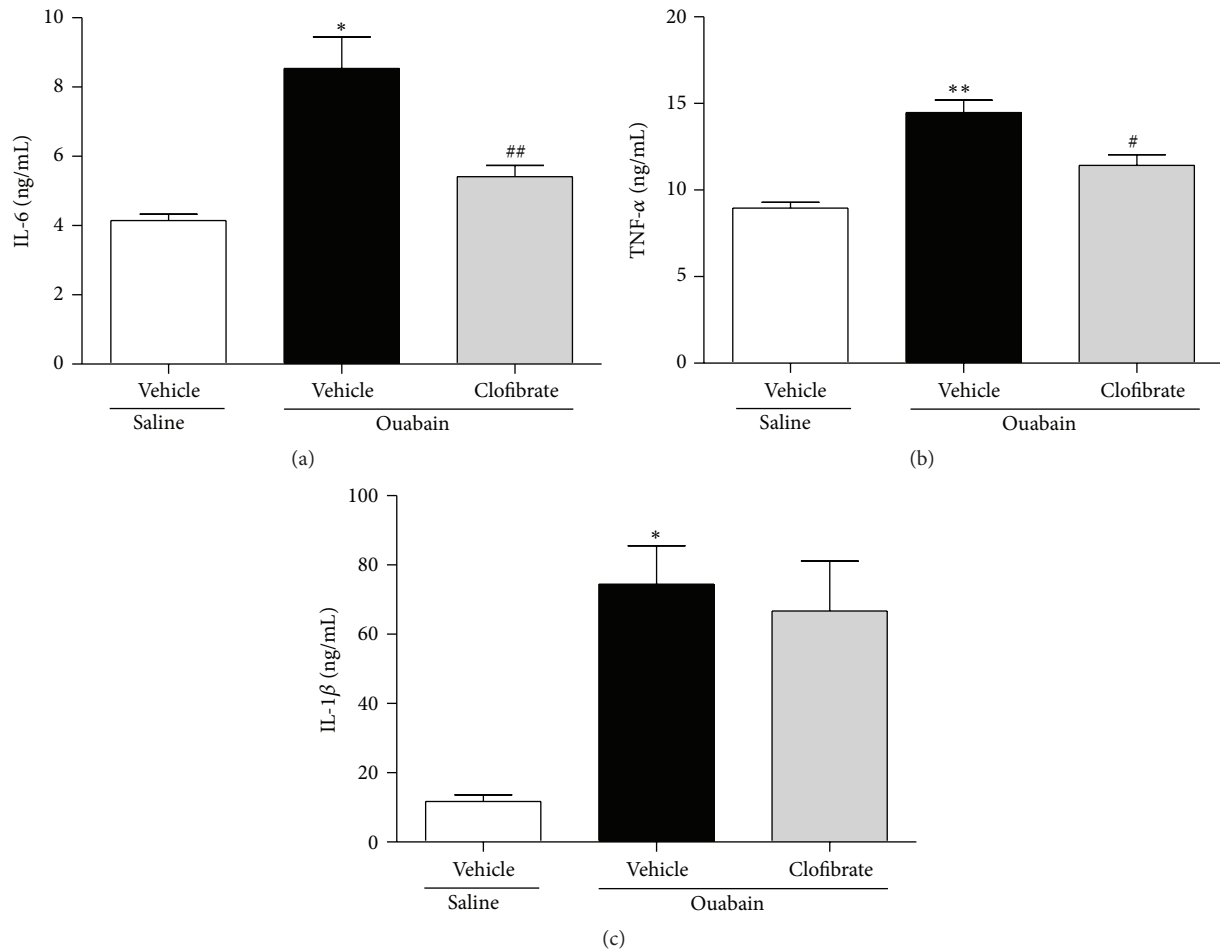 10
8
6
4
2
0
IL-6 (ng/mL)
*
##
Vehicle
Vehicle
Clofibrate
Saline
Ouabain
(a)
20
15
10
5
0
TNF-α (ng/mL)
**
#
Vehicle
Vehicle
Clofibrate
Saline
Ouabain
(b)
100
80
60
40
20
0
IL-1β (ng/mL)
*
Vehicle
Vehicle
Clofibrate
Saline
Ouabain
(c)